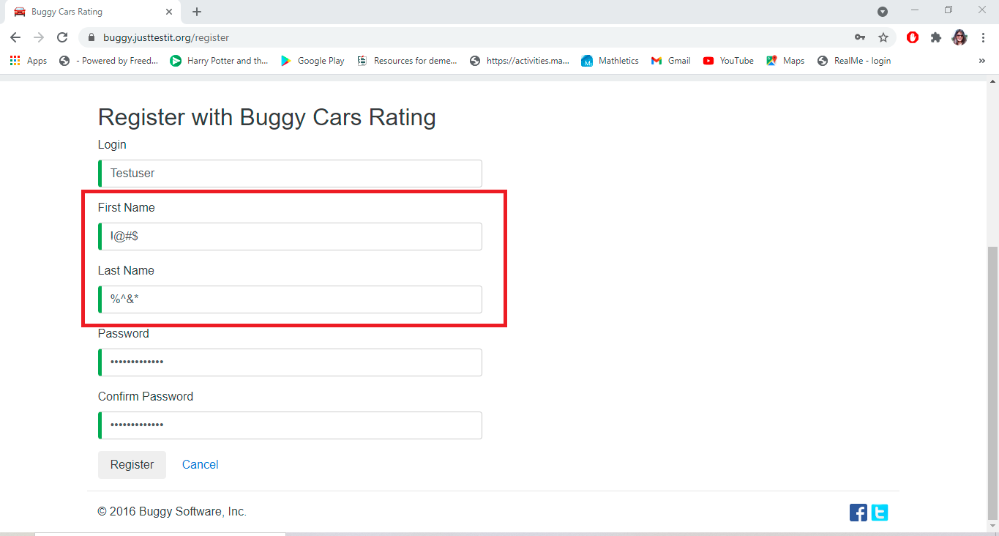 Buggy Cars Rating
buggy.justtestit.org/register
Apps - Powered by Freed... Harry Potter and th... Google Play Resources for deme... https://activities.ma... Mathletics Gmail YouTube Maps RealMe - login »
Register with Buggy Cars Rating
Login
Testuser
First Name
!@#$
Last Name
%^&*
Password
•••••••••••••
Confirm Password
•••••••••••••
Register Cancel
© 2016 Buggy Software, Inc.